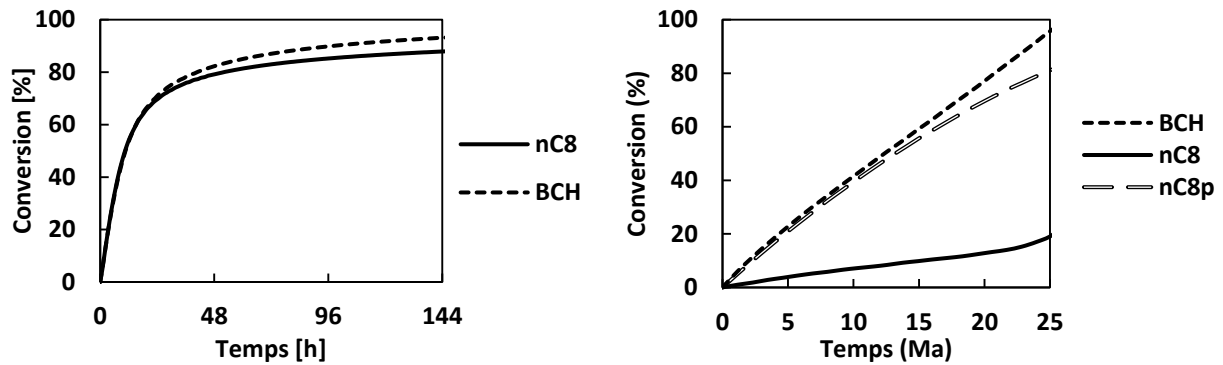 Conversion [%]
100
80
60
40
20
0
0 48 96 144
Temps [h]
nC8
BCH
Conversion (%)
100
80
60
40
20
0
0 5 10 15 20 25
Temps (Ma)
BCH
nC8
nC8p